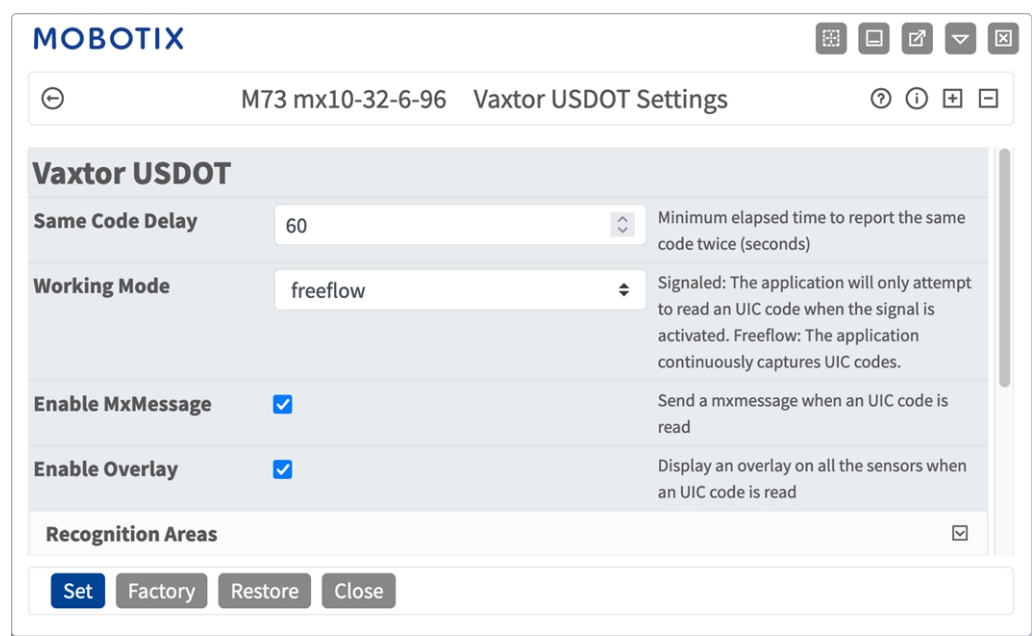 MOBOTIX
M73 mx10-32-6-96 Vaxtor USDOT Settings
Vaxtor USDOT
Same Code Delay
60
Minimum elapsed time to report the same
code twice (seconds)
Working Mode
freeflow
Signaled: The application will only attempt
to read an UIC code when the signal is
activated. Freeflow: The application
continuously captures UIC codes.
Enable MxMessage
Send a mxmessage when an UIC code is
read
Enable Overlay
Display an overlay on all the sensors when
an UIC code is read
Recognition Areas
Set Factory Restore Close